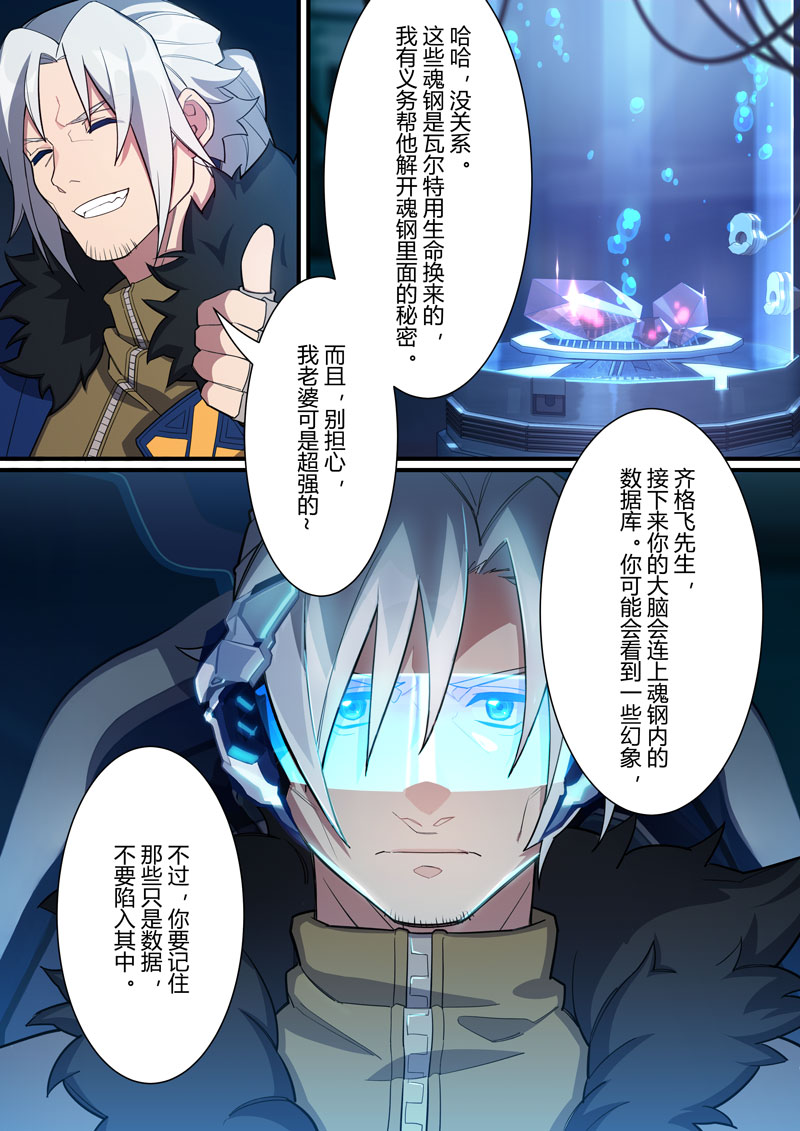 哈哈，没关系。
这些魂钢是瓦尔特用生命换来的，
我有义务帮他解开魂钢里面的秘密。
而且，别担心，
我老婆可是超强的~
齐格飞先生，
接下来你的大脑会连上魂钢内的
数据库。你可能会看到一些幻象，
不过，你要记住
那些只是数据，
不要陷入其中。